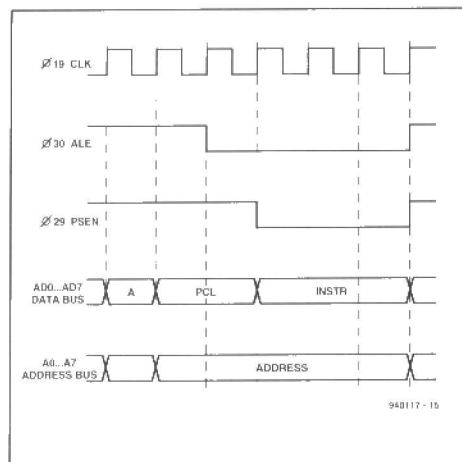 Ø19 CLK
Ø30 ALE
Ø29 PSEN
AD0...AD7
DATA BUS
A
PCL
INSTR
A0...A7
ADDRESS BUS
ADDRESS
940117 - 15